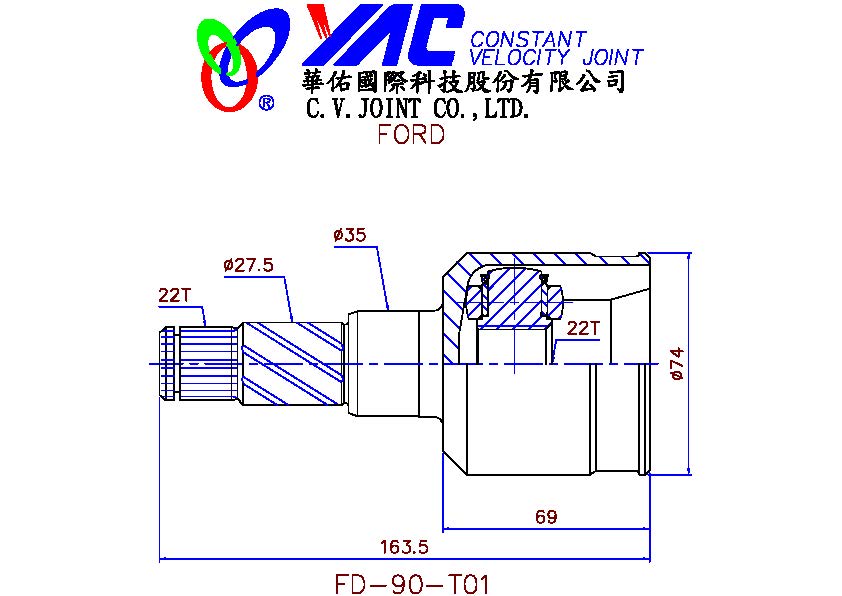 YAC CONSTANT
VELOCITY JOINT
華佑國際科技股份有限公司
®
C.V.JOINT CO.,LTD.
FORD
ø35
ø27.5
22T
22T
ø74
69
163.5
FD-90-T01